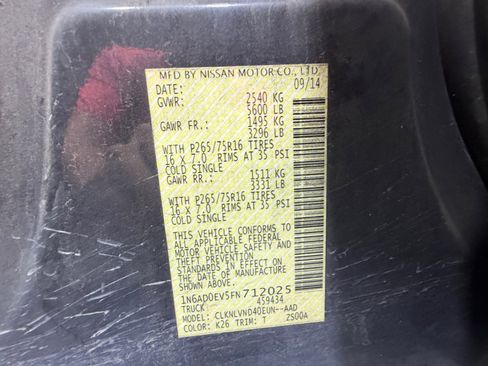 MFD BY NISSAN MOTOR CO., LTD.
DATE: 09/14
GVWR: 2540 KG
5600 LB
GAWR FR.: 1495 KG
3296 LB
WITH P265/75R16 TIRES
16 X 7.0 RIMS AT 35 PSI
COLD SINGLE
GAWR RR.: 1511 KG
3331 LB
WITH P265/75R16 TIRES
16 X 7.0 RIMS AT 35 PSI
COLD SINGLE
THIS VEHICLE CONFORMS TO
ALL APPLICABLE FEDERAL
MOTOR VEHICLE SAFETY
STANDARDS IN EFFECT ON THE
DATE OF MANUFACTURE
SHOWN ABOVE.
1N6AD0EV5FN712025
TRUCK 459434
MODEL: CLKNLVND40EUN--AAD
COLOR: K26 TRIM: T ZS00A